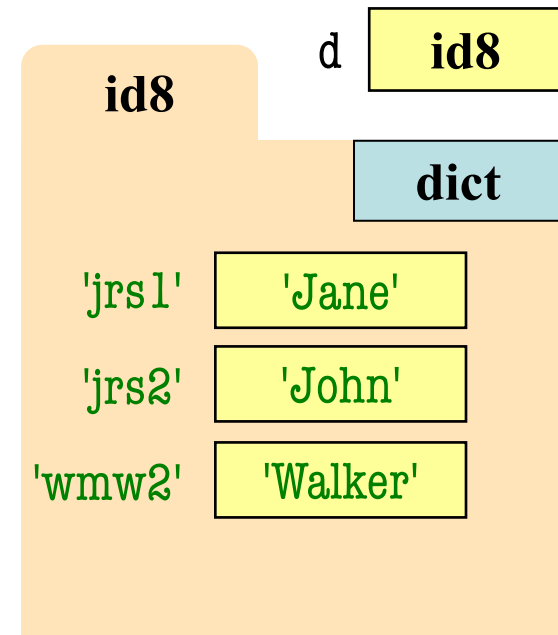 d id8
id8
dict
'jrs1' 'Jane'
'jrs2' 'John'
'wmw2' 'Walker'